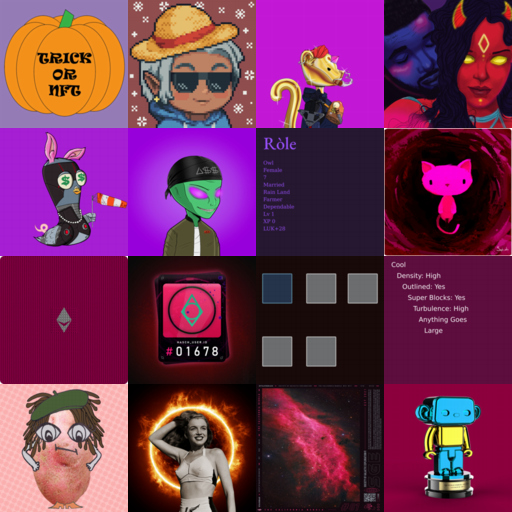 TRICK
OR
NFT
Ròle
Owl
Female
7
Married
Rain Land
Farmer
Dependable
Lv 1
XP 0
LUK+28
#01678
Cool
Density: High
Outlined: Yes
Super Blocks: Yes
Turbulence: High
Anything Goes
Large